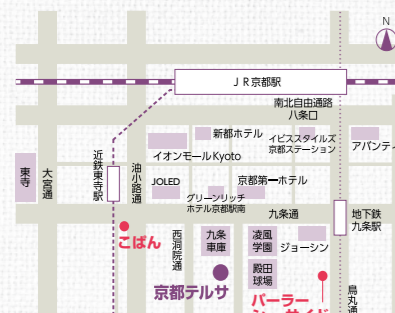 N
JR京都駅
南北自由通路
八条口
新都ホテル
イビススタイルズ
京都ステーション
アバンティ
イオンモールKyoto
近鉄東寺駅
油小路通
東寺
大宮通
JOLED
京都第一ホテル
グリーンリッチ
ホテル京都駅南
九条通
地下鉄
九条駅
こばん
西洞院通
九条
車庫
凌風
学園
ジョーシン
殿田
球場
京都テルサ
パーラー
烏丸通